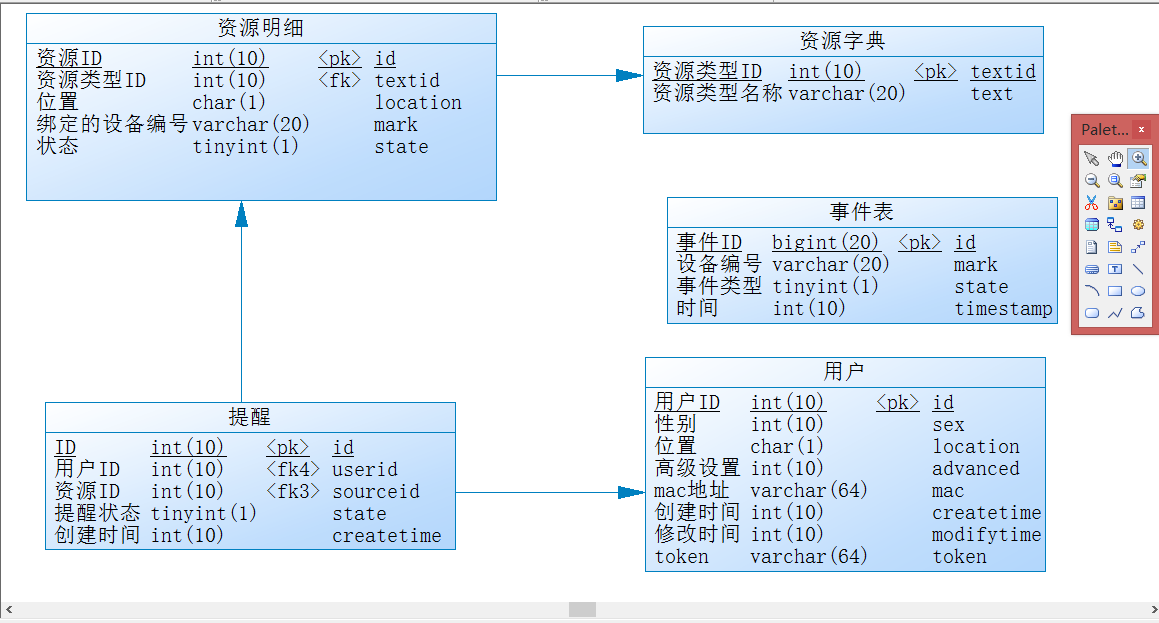 资源明细
资源ID int(10) <pk> id
资源类型ID int(10) <fk> textid
位置 char(1) location
绑定的设备编号 varchar(20) mark
状态 tinyint(1) state
资源字典
资源类型ID int(10) <pk> textid
资源类型名称 varchar(20) text
Palet... x
事件表
事件ID bigint(20) <pk> id
设备编号 varchar(20) mark
事件类型 tinyint(1) state
时间 int(10) timestamp
提醒
ID int(10) <pk> id
用户ID int(10) <fk4> userid
资源ID int(10) <fk3> sourceid
提醒状态 tinyint(1) state
创建时间 int(10) createtime
用户
用户ID int(10) <pk> id
性别 int(10) sex
位置 char(1) location
高级设置 int(10) advanced
mac地址 varchar(64) mac
创建时间 int(10) createtime
修改时间 int(10) modifytime
token varchar(64) token